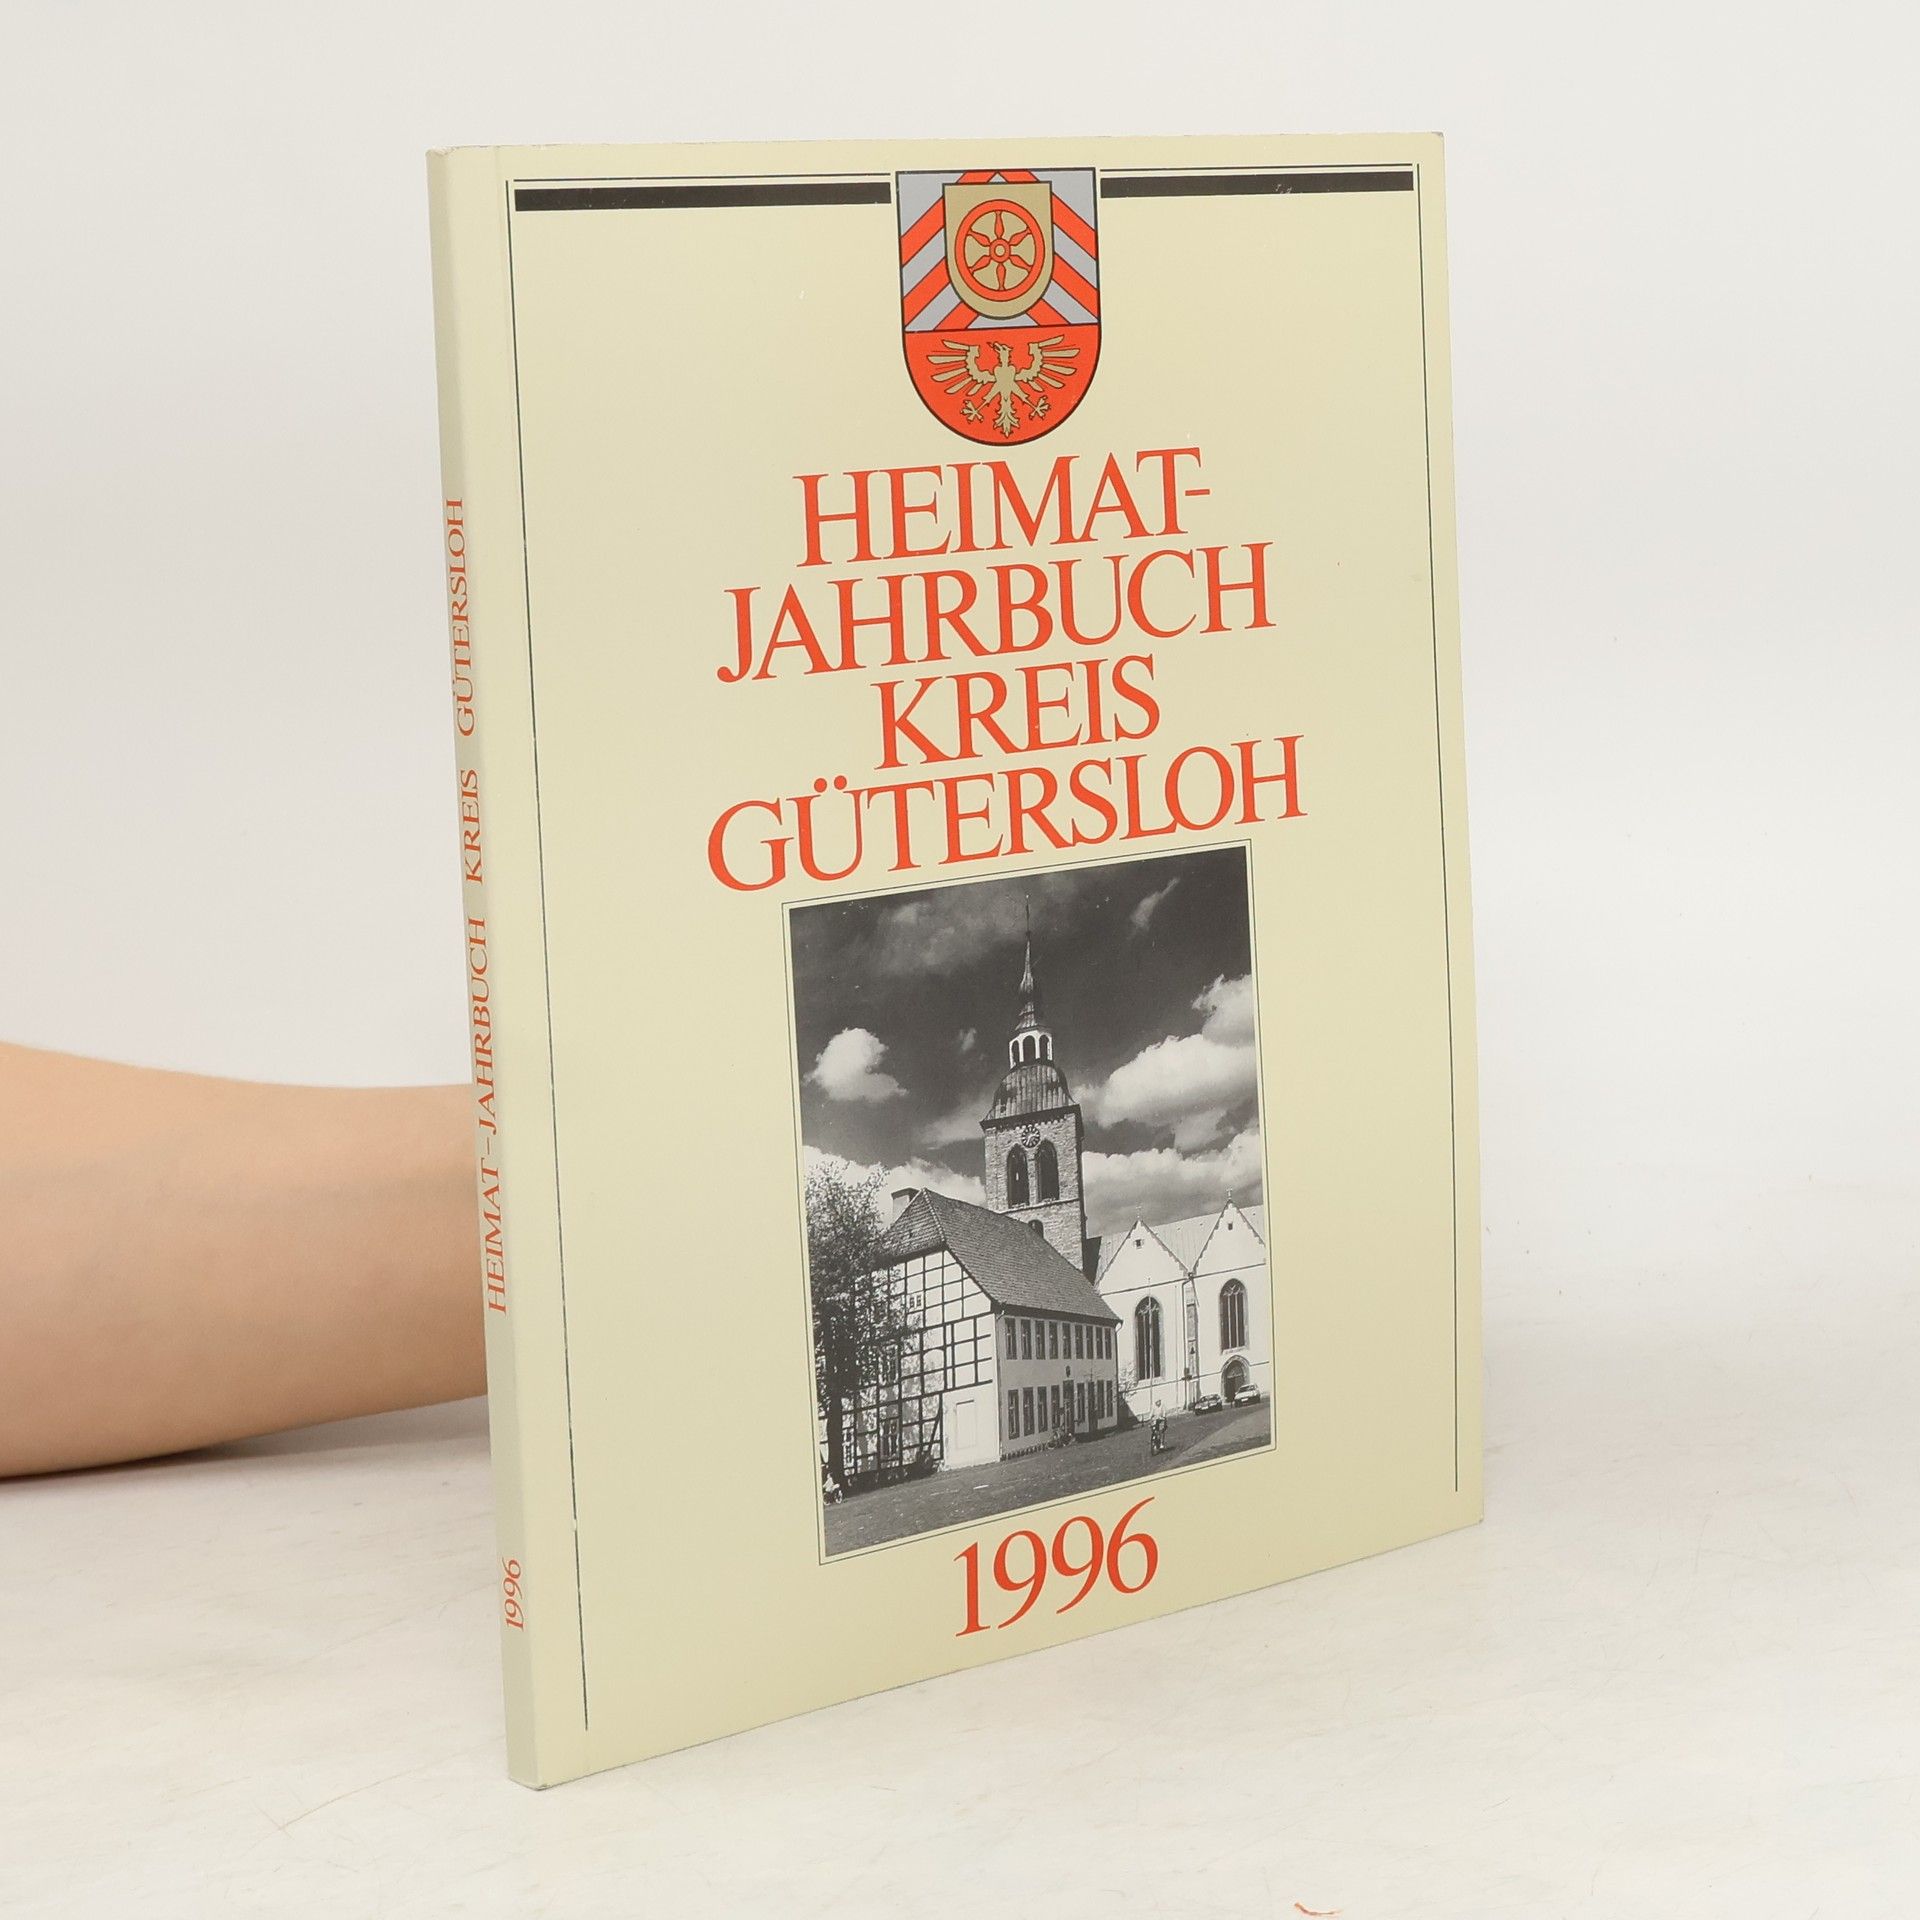 HEIMAT-
JAHRBUCH
KREIS
GÜTERSLOH
1996
HEIMAT-JAHRBUCH KREIS GÜTERSLOH
1996